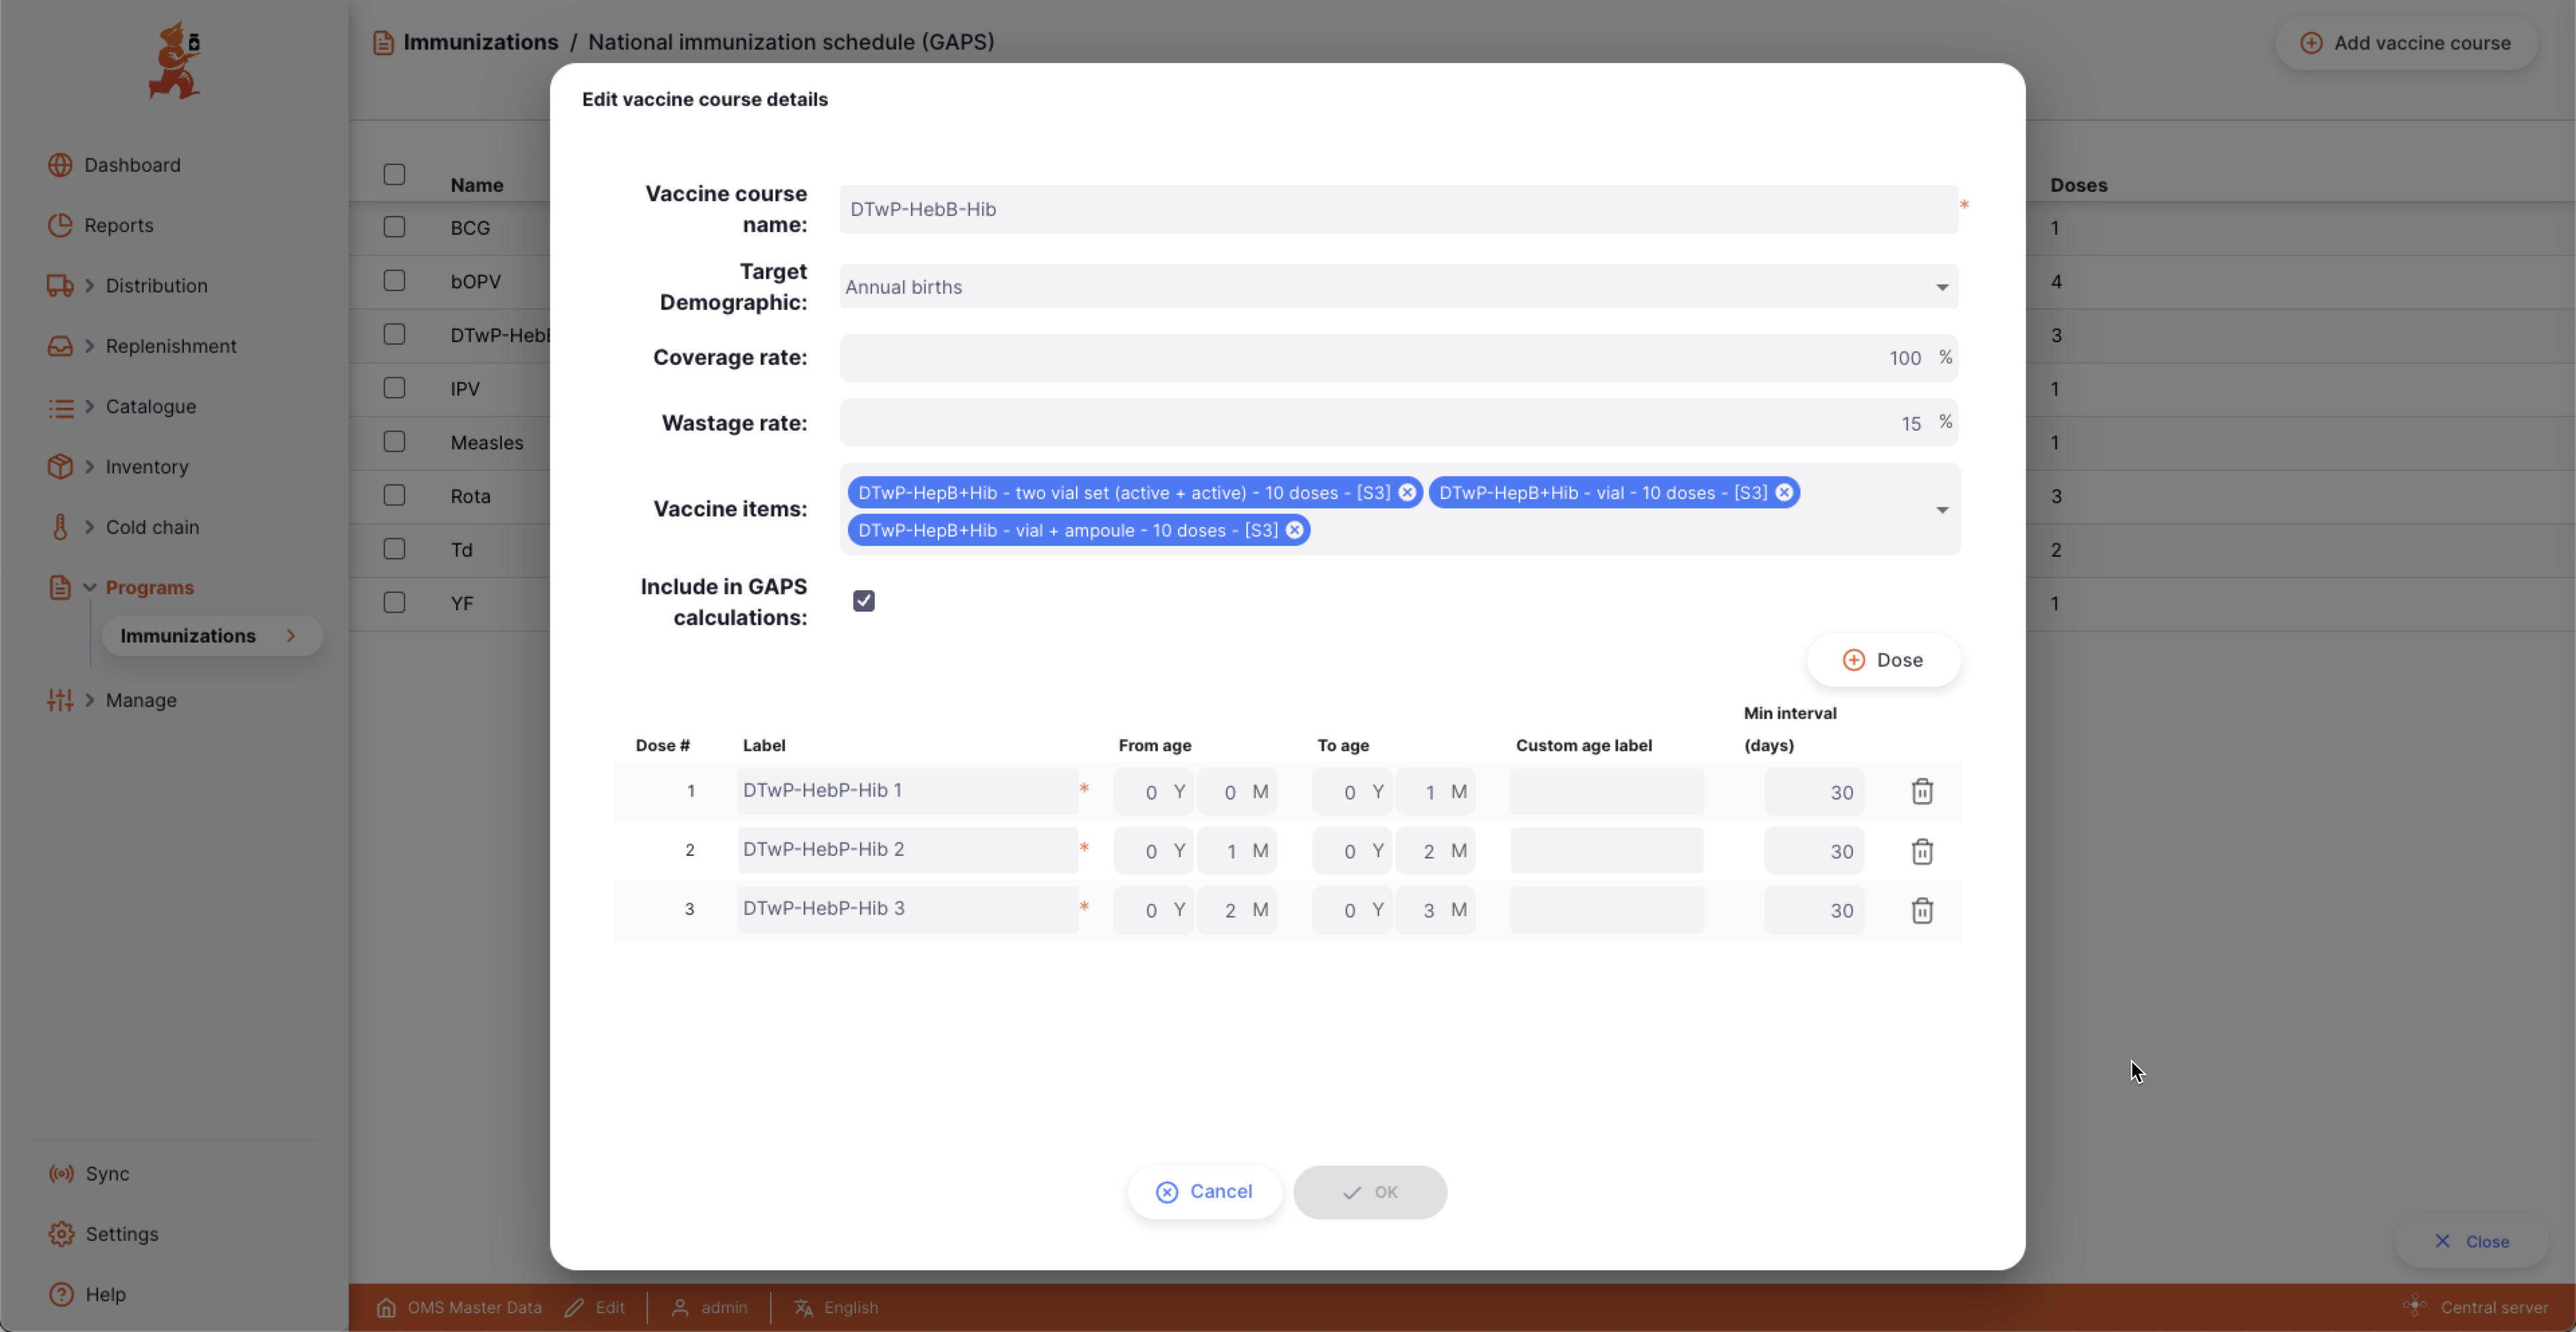 Immunizations / National immunization schedule (GAPS)
Add vaccine course
Dashboard
Reports
Distribution
Replenishment
Catalogue
Inventory
Cold chain
Programs
Immunizations
Manage
Sync
Settings
Help
Name
Doses
BCG
1
bOPV
4
DTwP-Heb
3
IPV
1
Measles
1
Rota
3
Td
2
YF
1
Edit vaccine course details
Vaccine course
name:
DTwP-HebB-Hib *
Target
Demographic:
Annual births
Coverage rate: 100 %
Wastage rate: 15 %
Vaccine items:
DTwP-HepB+Hib - two vial set (active + active) - 10 doses - [S3] DTwP-HepB+Hib - vial - 10 doses - [S3]
DTwP-HepB+Hib - vial + ampoule - 10 doses - [S3]
Include in GAPS
calculations:
Dose
Dose # Label From age To age Custom age label Min interval
(days)
1 DTwP-HebP-Hib 1 * 0 Y 0 M 0 Y 1 M 30
2 DTwP-HebP-Hib 2 * 0 Y 1 M 0 Y 2 M 30
3 DTwP-HebP-Hib 3 * 0 Y 2 M 0 Y 3 M 30
Cancel OK
Close
OMS Master Data Edit admin English Central server